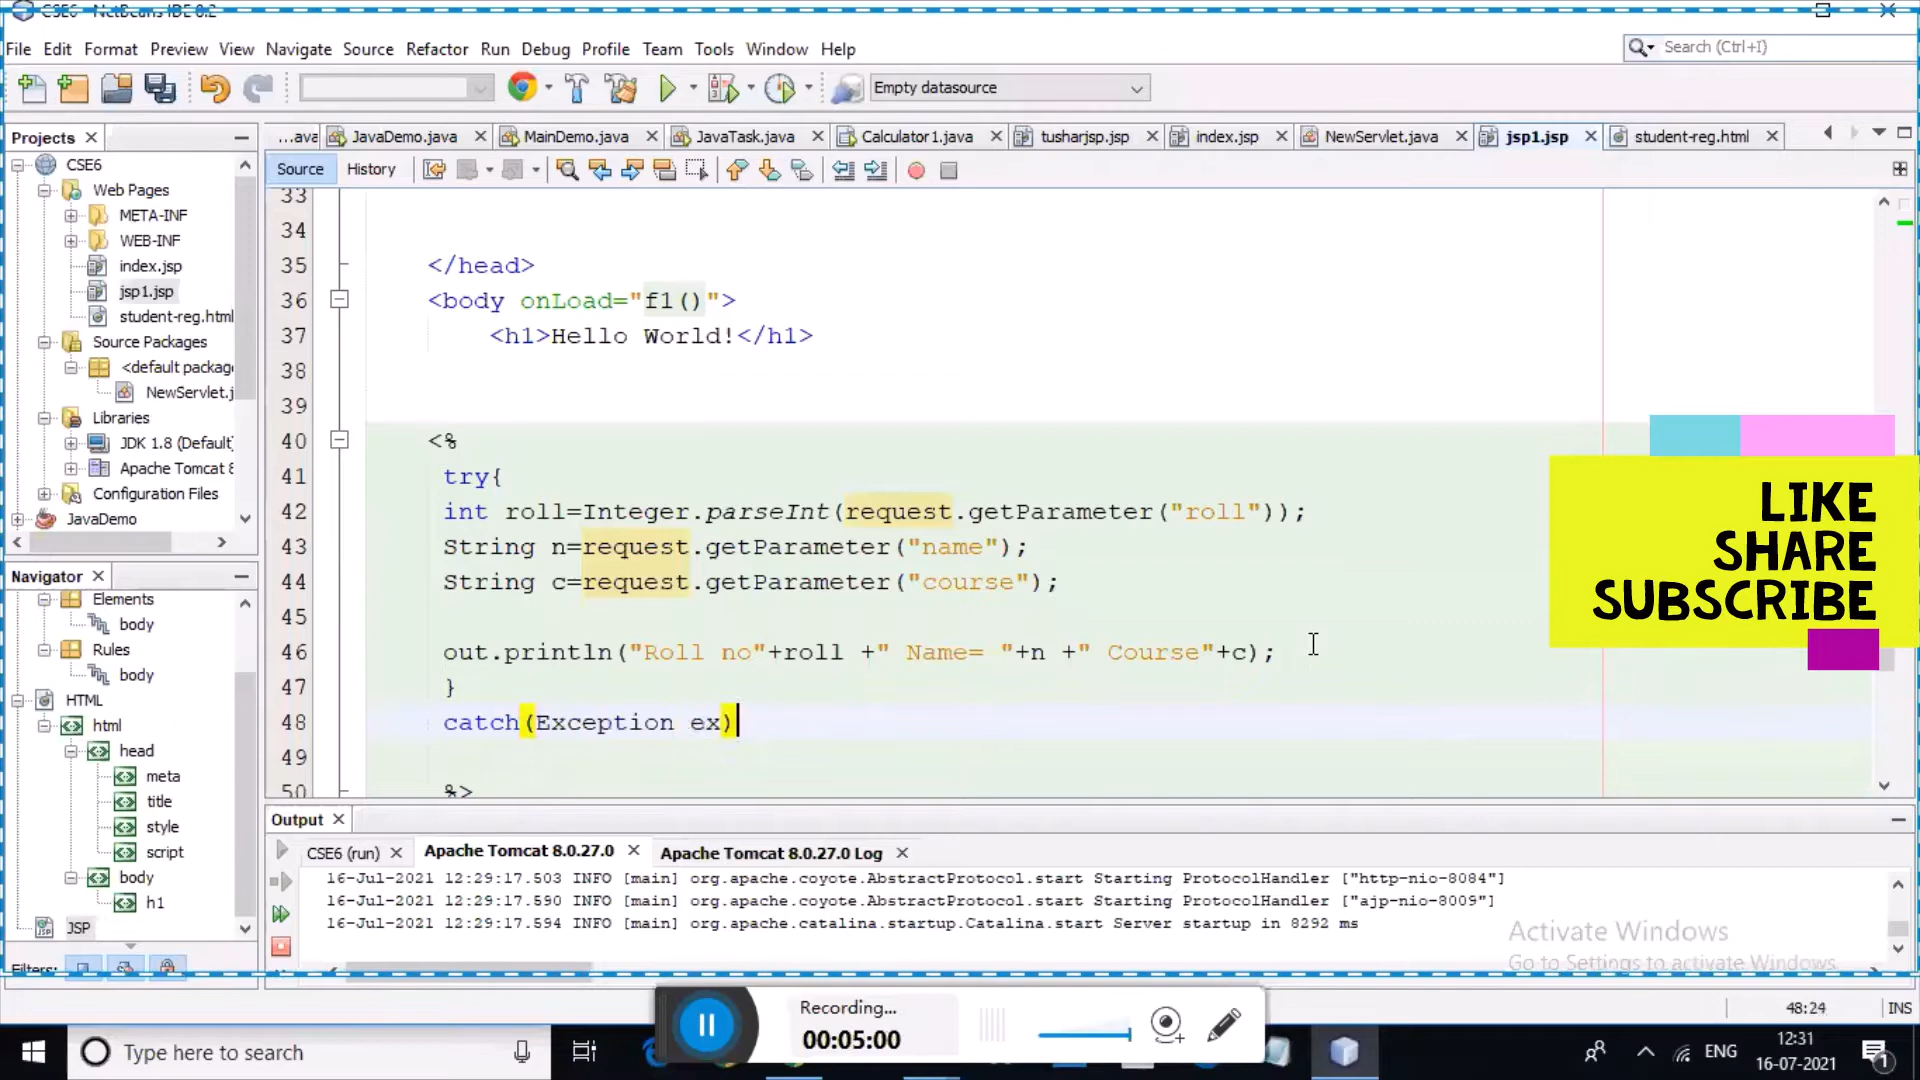 CSE6 - NetBeans IDE 8.2
File Edit Format Preview View Navigate Source Refactor Run Debug Profile Team Tools Window Help
Search (Ctrl+I)
Empty datasource
Projects
...ava JavaDemo.java MainDemo.java JavaTask.java Calculator1.java tusharjsp.jsp index.jsp NewServlet.java jsp1.jsp student-reg.html
Source History
CSE6
Web Pages
META-INF
WEB-INF
index.jsp
jsp1.jsp
student-reg.html
Source Packages
<default package
NewServlet.j
Libraries
JDK 1.8 (Default)
Apache Tomcat 8
Configuration Files
JavaDemo
Navigator
Elements
body
Rules
body
HTML
html
head
meta
title
style
script
body
h1
JSP
Filters:
33
34
35 </head>
36 <body onLoad="f1()">
37 <h1>Hello World!</h1>
38
39
40 <%
41 try{
42 int roll=Integer.parseInt(request.getParameter("roll"));
43 String n=request.getParameter("name");
44 String c=request.getParameter("course");
45
46 out.println("Roll no"+roll +" Name= "+n +" Course"+c);
47 }
48 catch(Exception ex)
49
50 %>
LIKE
SHARE
SUBSCRIBE
Output
CSE6 (run) Apache Tomcat 8.0.27.0 Apache Tomcat 8.0.27.0 Log
16-Jul-2021 12:29:17.503 INFO [main] org.apache.coyote.AbstractProtocol.start Starting ProtocolHandler ["http-nio-8084"]
16-Jul-2021 12:29:17.590 INFO [main] org.apache.coyote.AbstractProtocol.start Starting ProtocolHandler ["ajp-nio-8009"]
16-Jul-2021 12:29:17.594 INFO [main] org.apache.catalina.startup.Catalina.start Server startup in 8292 ms
Activate Windows
Go to Settings to activate Windows.
48:24 INS
Recording...
00:05:00
Type here to search
ENG
12:31
16-07-2021
1